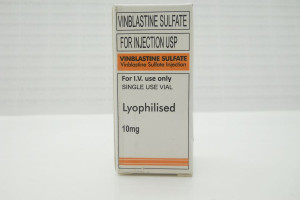 VINBLASTINE SULFATE
FOR INJECTION USP
VINBLASTINE SULFATE
Vinblastine Sulfate Injection
For I.V. use only
SINGLE USE VIAL
Lyophilised
10mg